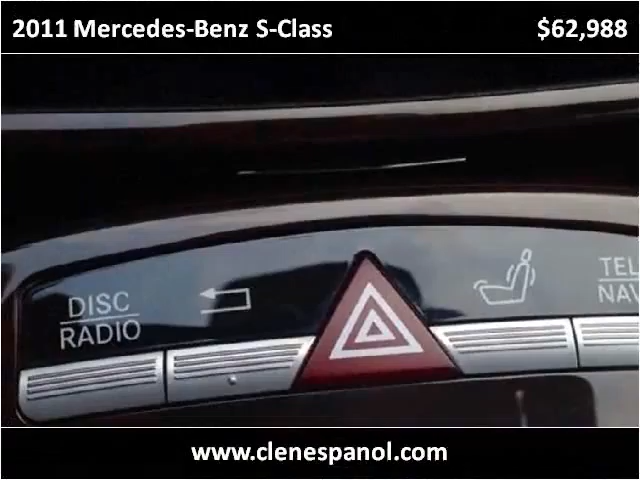 2011 Mercedes-Benz S-Class $62,988
DISC
RADIO
TEL
NAV
www.clenespanol.com